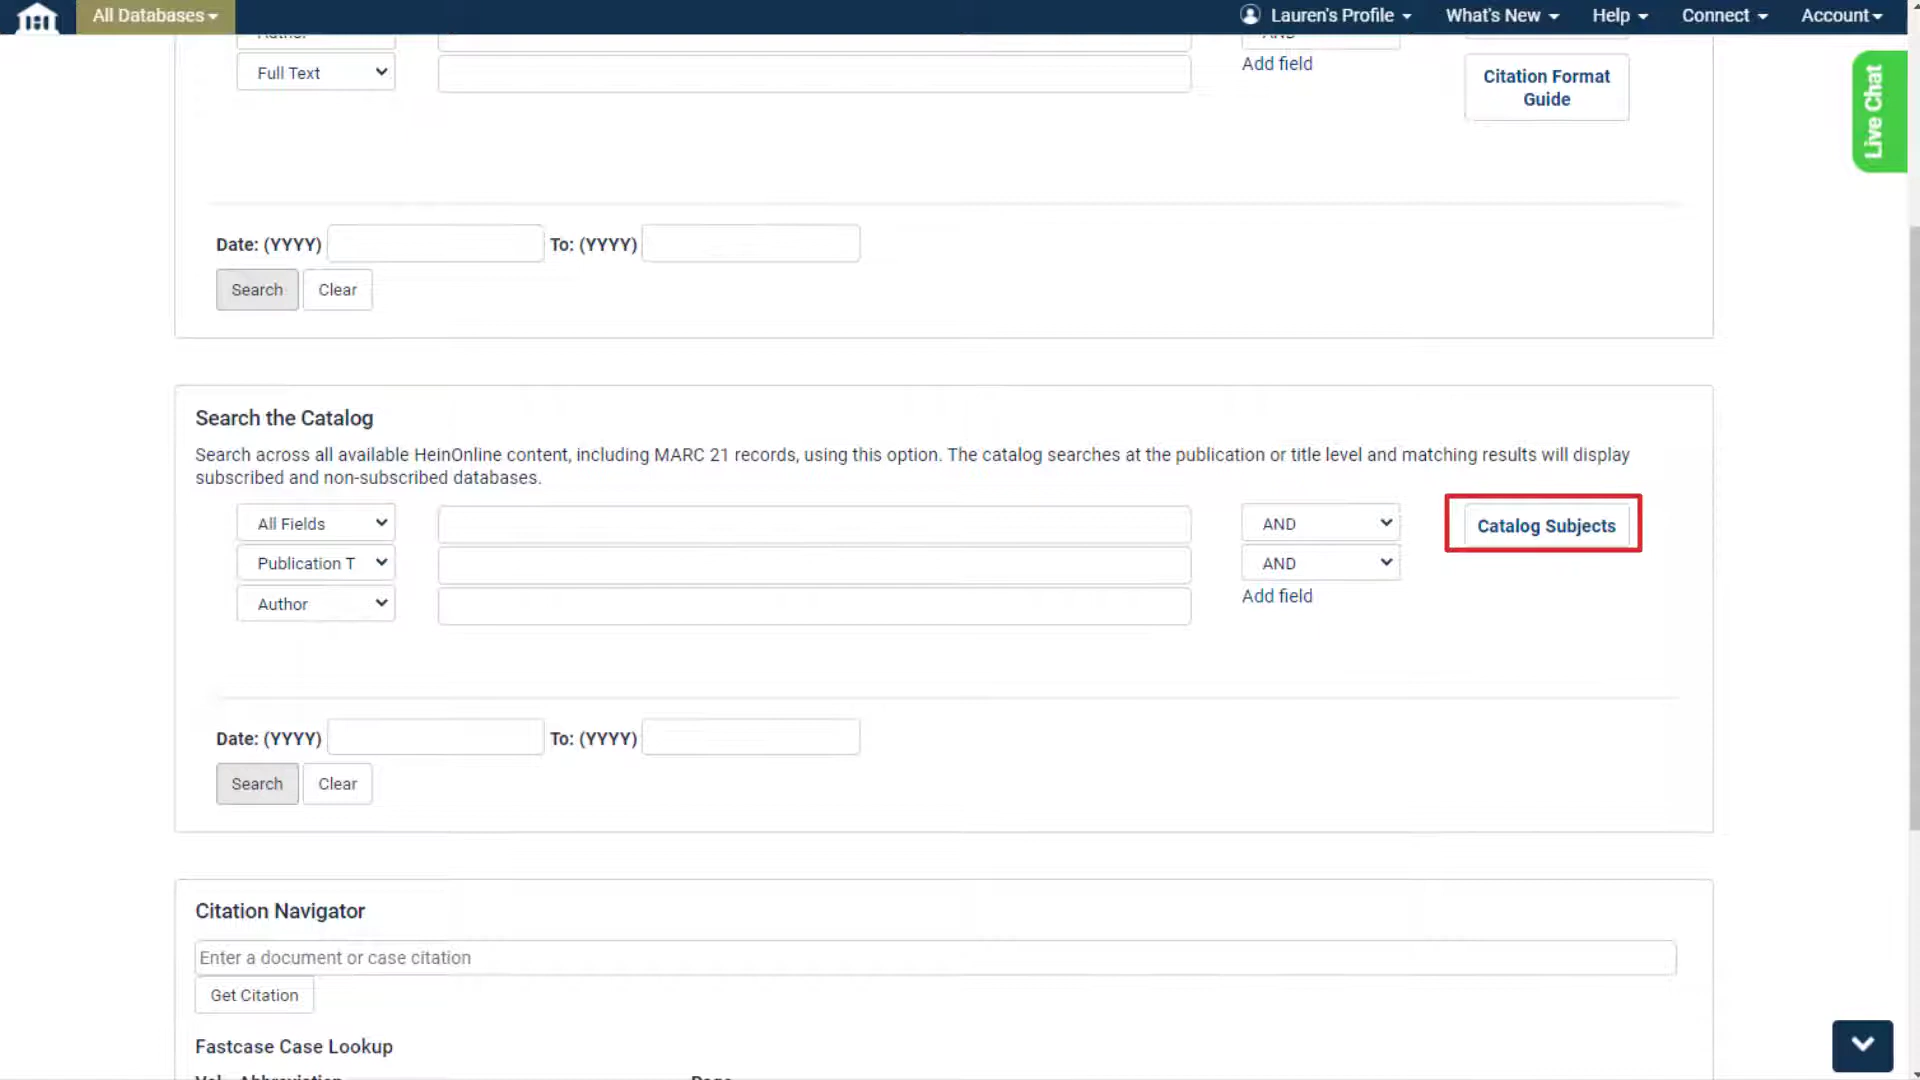 All Databases
Lauren's Profile
What's New
Help
Connect
Account
Full Text
Add field
Citation Format
Guide
Live Chat
Date: (YYYY)
To: (YYYY)
Search
Clear
Search the Catalog
Search across all available HeinOnline content, including MARC 21 records, using this option. The catalog searches at the publication or title level and matching results will display
subscribed and non-subscribed databases.
All Fields
AND
Catalog Subjects
Publication T
AND
Author
Add field
Date: (YYYY)
To: (YYYY)
Search
Clear
Citation Navigator
Enter a document or case citation
Get Citation
Fastcase Case Lookup